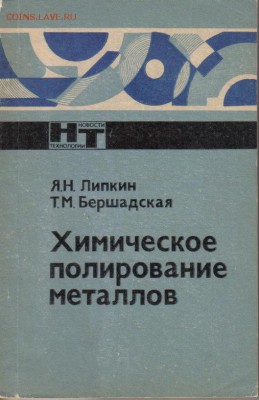 COINS.LAVE.RU
НТ
НОВОСТИ
ТЕХНОЛОГИИ
Я.Н. Липкин
Т.М. Бершадская
Химическое
полирование
металлов